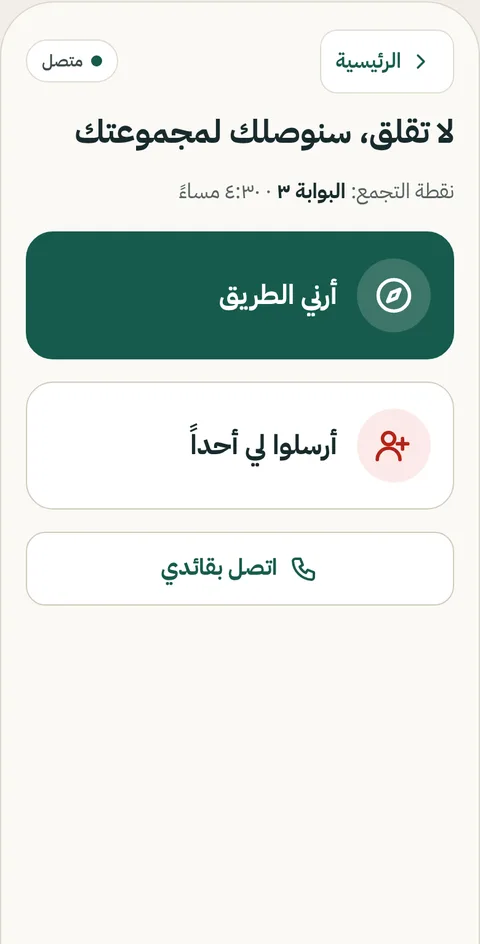 الرئيسية
متصل
لا تقلق، سنوصلك لمجموعتك
نقطة التجمع: البوابة ٣ · ٤:٣٠ مساءً
أرني الطريق
أرسلوا لي أحداً
اتصل بقائدي